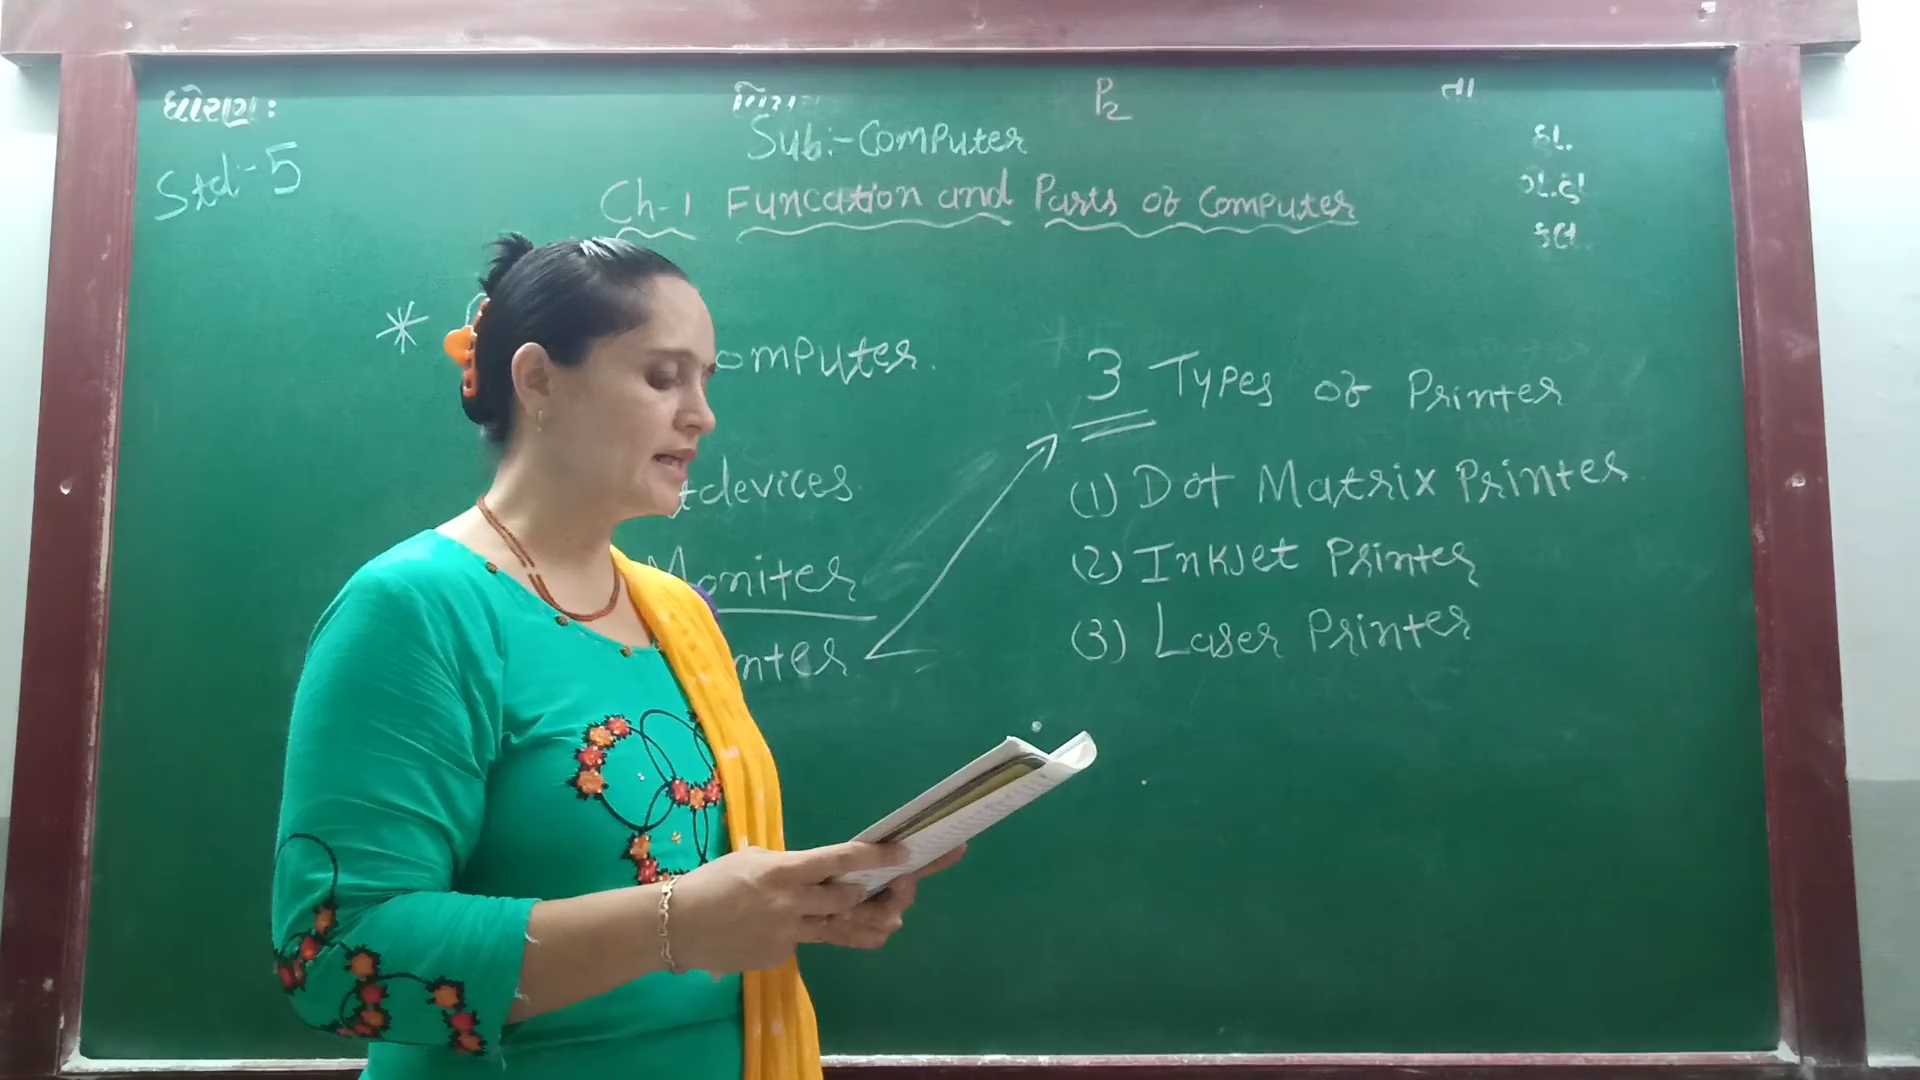 ધોરણ :
P2
તા
Sub:- Computer
હા.
Std:- 5
ગે.હા.
Ch-1 Funcation and Parts of Computer
કુલ
omputer.
3 Types of Printer
tdevices
(1) Dot Matrix Printer
Moniter
(2) Inkjet Printer
nter
(3) Laser Printer